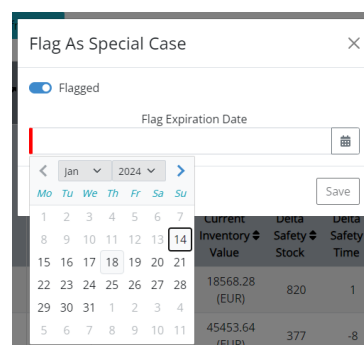 Flag As Special Case
Flagged
Flag Expiration Date
Jan 2024
Mo Tu We Th Fr Sa Su
1 2 3 4 5 6 7
8 9 10 11 12 13 14
15 16 17 18 19 20 21
22 23 24 25 26 27 28
29 30 31 1 2 3 4
5 6 7 8 9 10 11
Save
Current Delta Delta
Inventory Safety Safety
Value Stock Time
18568.28 820 1
(EUR)
45453.64 377 -8
(EUR)